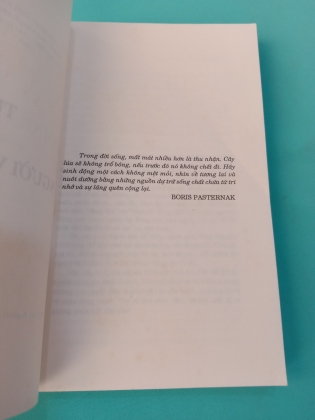 Trong đời sống, mất mát nhiều hơn là thu nhận. Cây
lúa sẽ không trổ bông, nếu trước đó nó không chết đi. Hãy
sinh động một cách không mệt mỏi, nhìn về tương lai và
nuôi dưỡng bằng những nguồn dự trữ sống chất chứa từ trí
nhớ và sự lãng quên cộng lại.
BORIS PASTERNAK